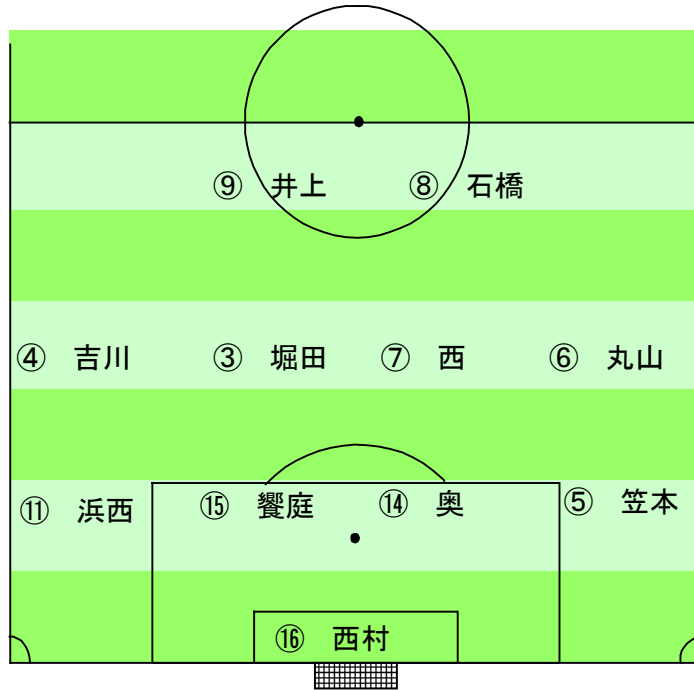 ⑨ 井上 ⑧ 石橋
④ 吉川 ③ 堀田 ⑦ 西 ⑥ 丸山
⑪ 浜西 ⑮ 饗庭 ⑭ 奥 ⑤ 笠本
⑯ 西村